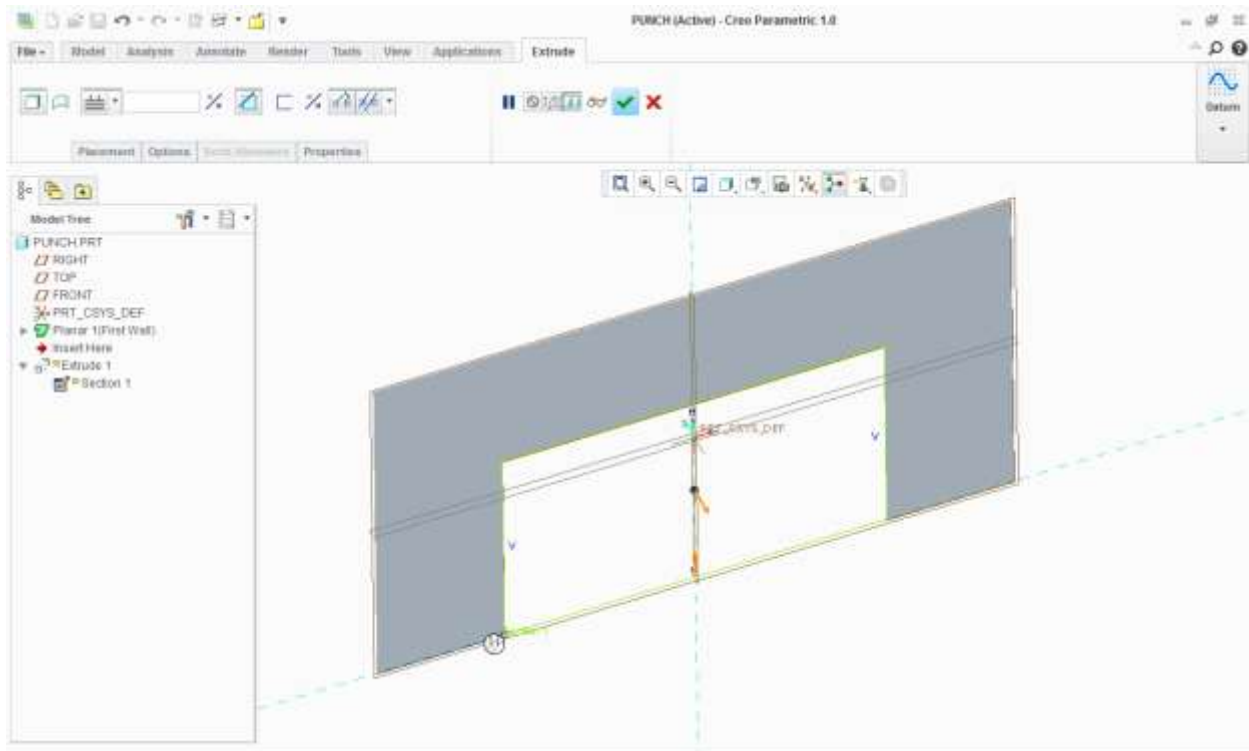 PUNCH (Active) - Creo Parametric 1.0
File Model Analysis Annotate Render Tools View Applications Extrude
Datum
Placement Options Properties
Model Tree
PUNCH.PRT
RIGHT
TOP
FRONT
PRT_CSYS_DEF
Planar 1(First Wall)
Insert Here
Extrude 1
Section 1
PRT_CSYS_DEF
V
V
H